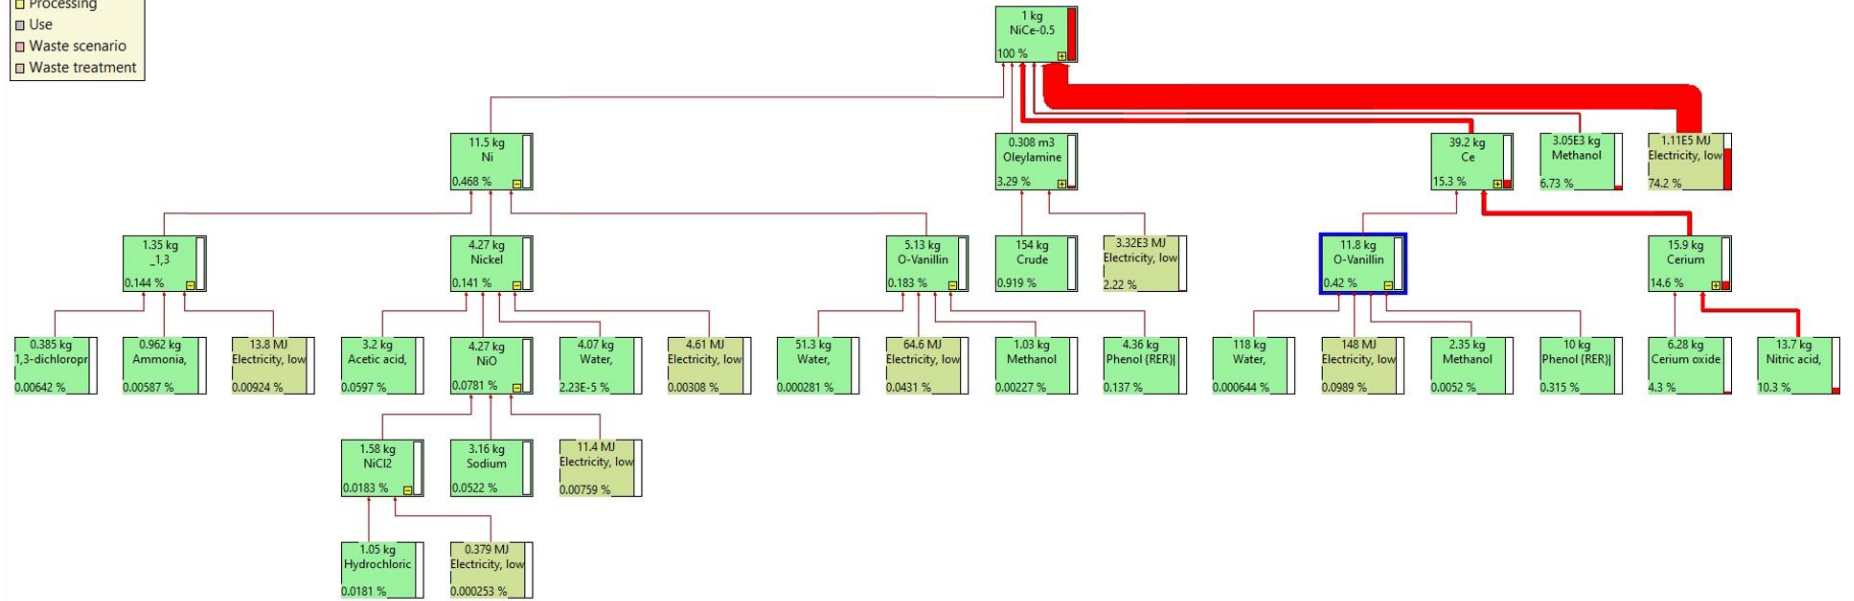 Processing
Use
Waste scenario
Waste treatment
1 kg
NiCe-0.5
100 %
11.5 kg
Ni
0.468 %
0.308 m3
Oleylamine
3.29 %
39.2 kg
Ce
15.3 %
3.05E3 kg
Methanol
6.73 %
1.11E5 MJ
Electricity, low
74.2 %
1.35 kg
_1,3
0.144 %
4.27 kg
Nickel
0.141 %
5.13 kg
O-Vanillin
0.183 %
154 kg
Crude
0.919 %
3.32E3 MJ
Electricity, low
2.22 %
11.8 kg
O-Vanillin
0.42 %
15.9 kg
Cerium
14.6 %
0.385 kg
1,3-dichloropr
0.00642 %
0.962 kg
Ammonia,
0.00587 %
13.8 MJ
Electricity, low
0.00924 %
3.2 kg
Acetic acid,
0.0597 %
4.27 kg
NiO
0.0781 %
4.07 kg
Water,
2.23E-5 %
4.61 MJ
Electricity, low
0.00308 %
51.3 kg
Water,
0.000281 %
64.6 MJ
Electricity, low
0.0431 %
1.03 kg
Methanol
0.00227 %
4.36 kg
Phenol {RER}|
0.137 %
118 kg
Water,
0.000644 %
148 MJ
Electricity, low
0.0989 %
2.35 kg
Methanol
0.0052 %
10 kg
Phenol {RER}|
0.315 %
6.28 kg
Cerium oxide
4.3 %
13.7 kg
Nitric acid,
10.3 %
1.58 kg
NiCl2
0.0183 %
3.16 kg
Sodium
0.0522 %
11.4 MJ
Electricity, low
0.00759 %
1.05 kg
Hydrochloric
0.0181 %
0.379 MJ
Electricity, low
0.000253 %